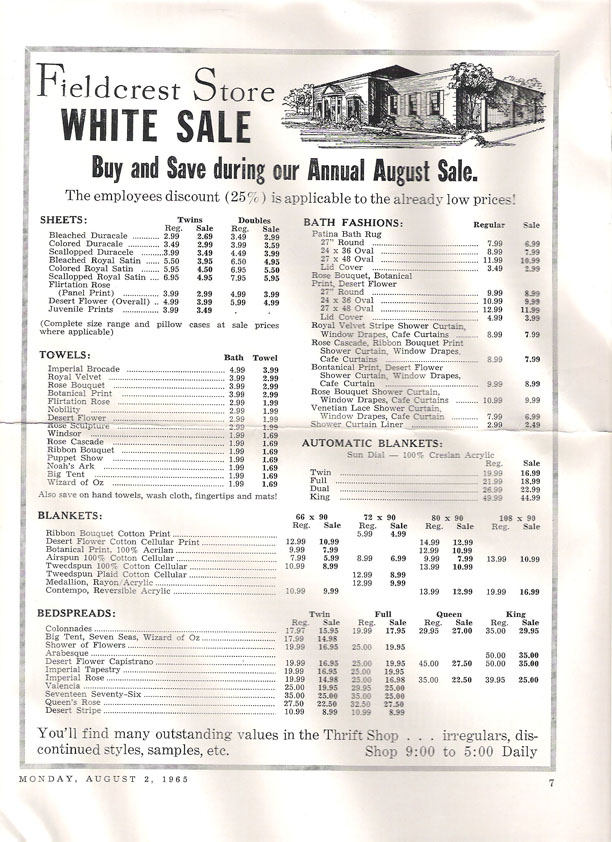 Fieldcrest Store
WHITE SALE
Buy and Save during our Annual August Sale.
The employees discount (25%) is applicable to the already low prices!
SHEETS: Twins Doubles
Reg. Sale Reg. Sale
Bleached Duracale 2.99 2.69 3.49 2.99
Colored Duracale 3.49 2.99 3.99 3.59
Scallopped Duracele 3.99 3.49 4.49 3.99
Bleached Royal Satin 5.50 3.95 6.50 4.95
Colored Royal Satin 5.95 4.50 6.95 5.50
Scallopped Royal Satin 6.95 4.95 7.95 5.95
Flirtation Rose
(Panel Print) 3.99 2.99 4.99 3.99
Desert Flower (Overall) 4.99 3.99 5.99 4.99
Juvenile Prints 3.99 3.49 . .
(Complete size range and pillow cases at sale prices
where applicable)
TOWELS: Bath Towel
Imperial Brocade 4.99 3.99
Royal Velvet 3.99 2.99
Rose Bouquet 3.99 2.99
Botanical Print 3.99 2.99
Flirtation Rose 2.99 1.99
Nobility 2.99 1.99
Desert Flower 2.99 1.99
Rose Sculpture 2.99 1.99
Windsor 1.99 1.69
Rose Cascade 1.99 1.69
Ribbon Bouquet 1.99 1.69
Puppet Show 1.99 1.69
Noah's Ark 1.99 1.69
Big Tent 1.99 1.69
Wizard of Oz 1.99 1.69
Also save on hand towels, wash cloth, fingertips and mats!
BATH FASHIONS: Regular Sale
Patina Bath Rug
27" Round 7.99 6.99
24 x 36 Oval 8.99 7.99
27 x 48 Oval 11.99 10.99
Lid Cover 3.49 2.99
Rose Bouquet, Botanical
Print, Desert Flower
27" Round 9.99 8.99
24 x 36 Oval 10.99 9.99
27 x 48 Oval 12.99 11.99
Lid Cover 4.99 3.99
Royal Velvet Stripe Shower Curtain,
Window Drapes, Cafe Curtains 8.99 7.99
Rose Cascade, Ribbon Bouquet Print
Shower Curtain, Window Drapes,
Cafe Curtains 8.99 7.99
Bontanical Print, Desert Flower
Shower Curtain, Window Drapes,
Cafe Curtain 9.99 8.99
Rose Bouquet Shower Curtain,
Window Drapes, Cafe Curtains 10.99 9.99
Venetian Lace Shower Curtain,
Window Drapes, Cafe Curtain 7.99 6.99
Shower Curtain Liner 2.99 2.49
AUTOMATIC BLANKETS:
Sun Dial — 100% Creslan Acrylic
Reg. Sale
Twin 19.99 16.99
Full 21.99 18.99
Dual 26.99 22.99
King 49.99 44.99
BLANKETS: 66 x 90 72 x 90 80 x 90 108 x 90
Reg. Sale Reg. Sale Reg. Sale Reg. Sale
Ribbon Bouquet Cotton Print 5.99 4.99
Desert Flower Cotton Cellular Print 12.99 10.99 14.99 12.99
Botanical Print, 100% Acrilan 9.99 7.99 12.99 10.99
Airspun 100% Cotton Cellular 7.99 5.99 8.99 6.99 9.99 7.99 13.99 10.99
Tweedspun 100% Cotton Cellular 10.99 8.99 13.99 10.99
Tweedspun Plaid Cotton Cellular 12.99 8.99
Medallion, Rayon/Acrylic 12.99 9.99
Contempo, Reversible Acrylic 10.99 9.99 13.99 12.99 19.99 16.99
BEDSPREADS: Twin Full Queen King
Reg. Sale Reg. Sale Reg. Sale Reg. Sale
Colonnades 17.97 15.95 19.99 17.95 29.95 27.00 35.00 29.95
Big Tent, Seven Seas, Wizard of Oz 17.99 14.98
Shower of Flowers 19.99 16.95 25.00 19.95
Arabesque 50.00 35.00
Desert Flower Capistrano 19.99 16.95 25.00 19.95 45.00 27.50 50.00 35.00
Imperial Tapestry 19.99 16.95 25.00 19.95
Imperial Rose 19.99 14.98 25.00 16.98 35.00 22.50 39.95 25.00
Valencia 25.00 19.95 29.95 25.00
Seventeen Seventy-Six 35.00 25.00 35.00 25.00
Queen's Rose 27.50 22.50 32.50 27.50
Desert Stripe 10.99 8.99 10.99 8.99
You'll find many outstanding values in the Thrift Shop . . . irregulars, dis-
continued styles, samples, etc. Shop 9:00 to 5:00 Daily
MONDAY, AUGUST 2, 1965 7